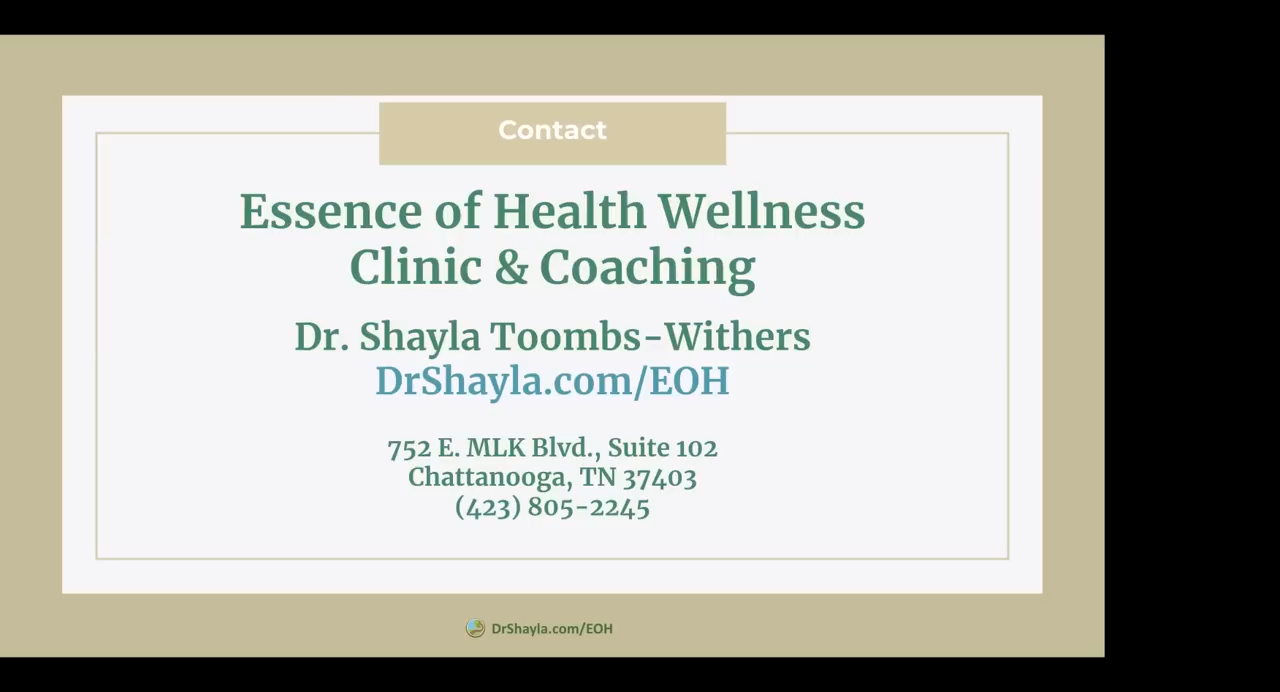 Contact
Essence of Health Wellness
Clinic & Coaching
Dr. Shayla Toombs-Withers
DrShayla.com/EOH
752 E. MLK Blvd., Suite 102
Chattanooga, TN 37403
(423) 805-2245
DrShayla.com/EOH